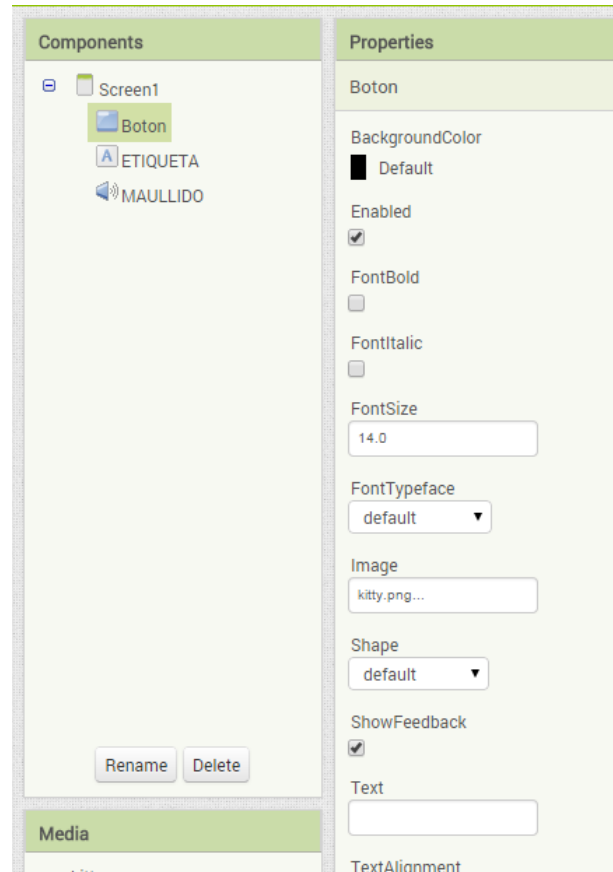 Components
Screen1
Boton
A ETIQUETA
MAULLIDO
Rename Delete
Media
Properties
Boton
BackgroundColor
Default
Enabled
FontBold
FontItalic
FontSize
14.0
FontTypeface
default
Image
kitty.png...
Shape
default
ShowFeedback
Text
TextAlignment